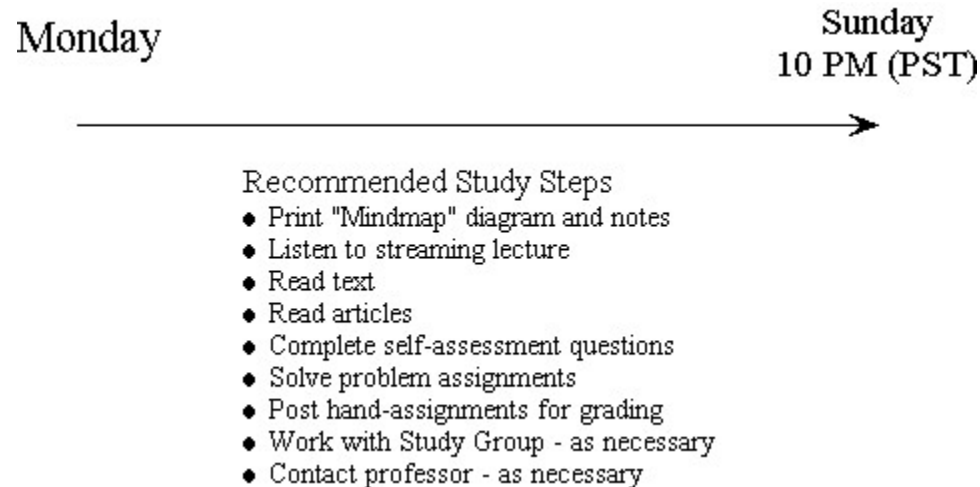 Monday
Sunday
10 PM (PST)
Recommended Study Steps
◆ Print "Mindmap" diagram and notes
◆ Listen to streaming lecture
◆ Read text
◆ Read articles
◆ Complete self-assessment questions
◆ Solve problem assignments
◆ Post hand-assignments for grading
◆ Work with Study Group - as necessary
◆ Contact professor - as necessary